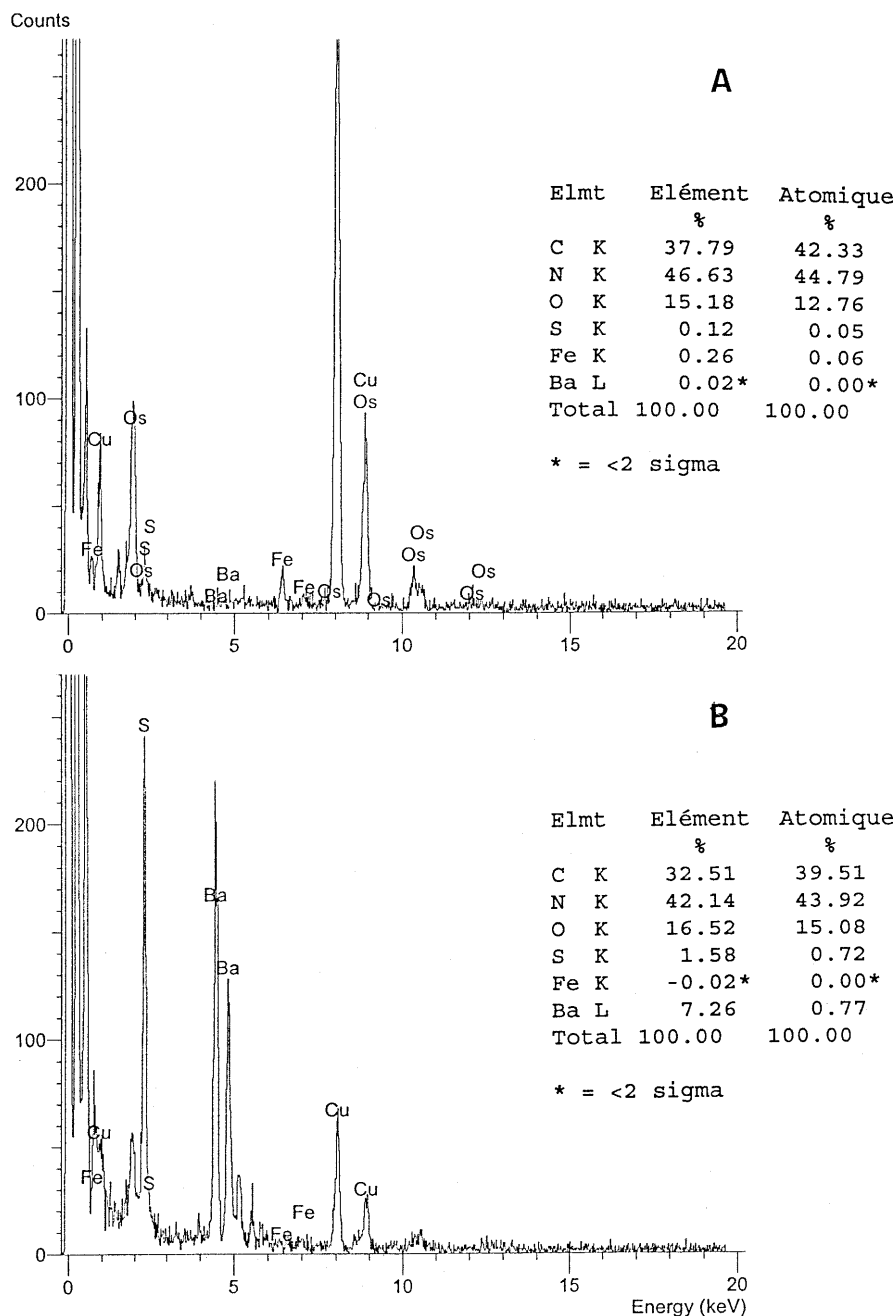 Counts
A
200
100
0
Elmt Elément Atomique
% %
C K 37.79 42.33
N K 46.63 44.79
O K 15.18 12.76
S K 0.12 0.05
Fe K 0.26 0.06
Ba L 0.02* 0.00*
Total 100.00 100.00
* = <2 sigma
Cu
Os
Os
Cu
S
Fe
S
Os
Ba
Ba
Fe
Fe
Os
Os
Os
Os
Os
Os
0 5 10 15 20
B
S
200
100
0
Elmt Elément Atomique
% %
C K 32.51 39.51
N K 42.14 43.92
O K 16.52 15.08
S K 1.58 0.72
Fe K -0.02* 0.00*
Ba L 7.26 0.77
Total 100.00 100.00
* = <2 sigma
Ba
Ba
Cu
Cu
Fe
S
Cu
Fe
Fe
0 5 10 15 20
Energy (keV)